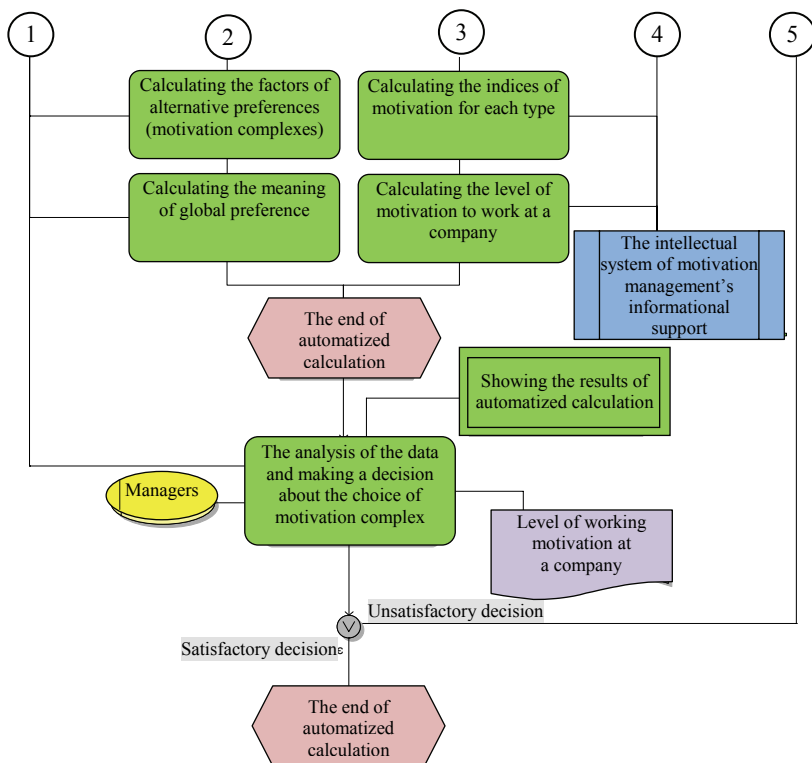 1
2
3
4
5
Calculating the factors of
alternative preferences
(motivation complexes)
Calculating the indices of
motivation for each type
Calculating the meaning
of global preference
Calculating the level of
motivation to work at a
company
The intellectual
system of motivation
management's
informational
support
The end of
automatized
calculation
Showing the results of
automatized calculation
The analysis of the data
and making a decision
about the choice of
motivation complex
Managers
Level of working
motivation at
a company
Unsatisfactory decision
Satisfactory decision
The end of
automatized
calculation